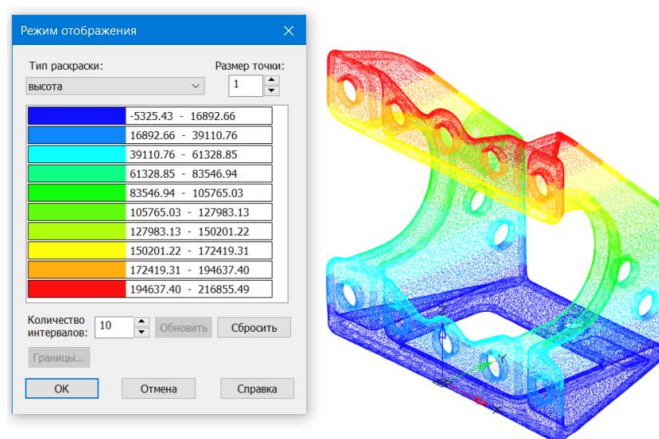 Режим отображения
Тип раскраски:
Размер точки:
высота
1
-5325.43 - 16892.66
16892.66 - 39110.76
39110.76 - 61328.85
61328.85 - 83546.94
83546.94 - 105765.03
105765.03 - 127983.13
127983.13 - 150201.22
150201.22 - 172419.31
172419.31 - 194637.40
194637.40 - 216855.49
Количество
интервалов:
10
Обновить
Сбросить
Границы...
ОК
Отмена
Справка
Y
X